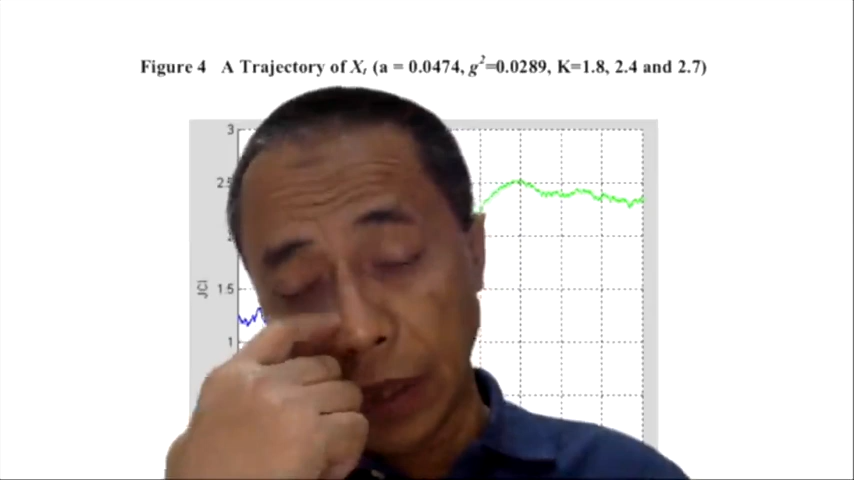 Figure 4 A Trajectory of Xₜ (a = 0.0474, g²=0.0289, K=1.8, 2.4 and 2.7)
3
2.5
1.5
JCI
1